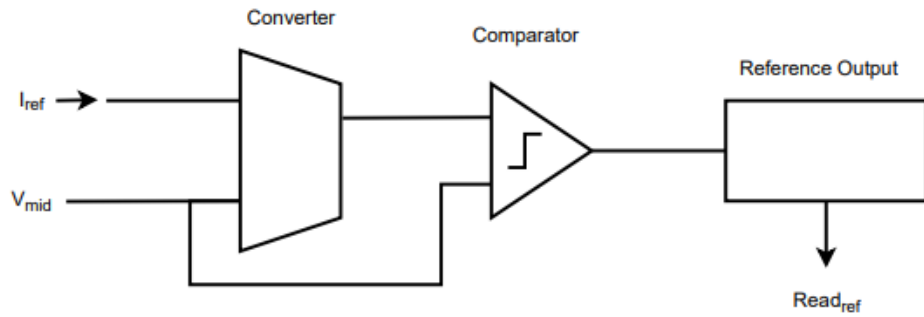 Converter
Comparator
Reference Output
Iref
Vmid
Readref